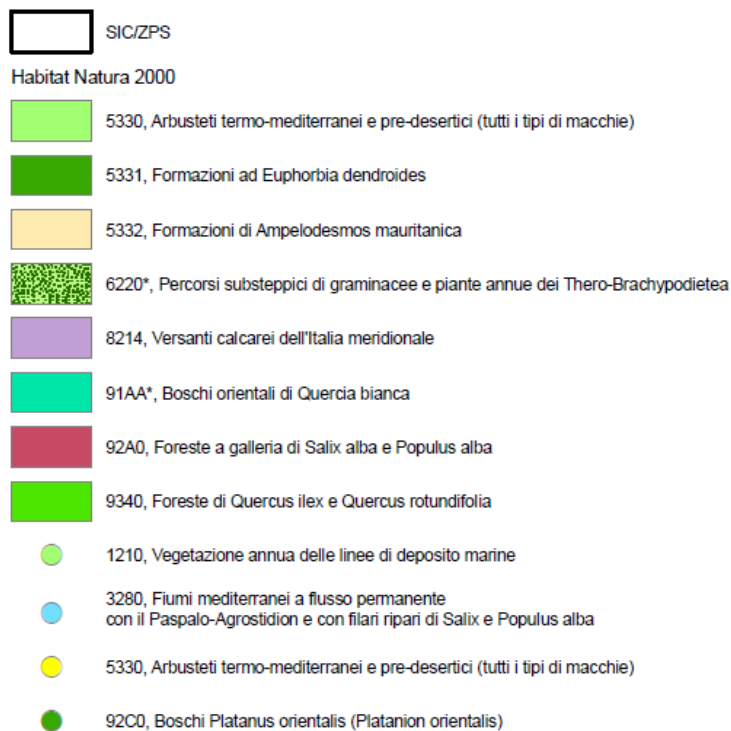 SIC/ZPS
Habitat Natura 2000
5330, Arbusteti termo-mediterranei e pre-desertici (tutti i tipi di macchie)
5331, Formazioni ad Euphorbia dendroides
5332, Formazioni di Ampelodesmos mauritanica
6220*, Percorsi substeppici di graminacee e piante annue dei Thero-Brachypodietea
8214, Versanti calcarei dell'Italia meridionale
91AA*, Boschi orientali di Quercia bianca
92A0, Foreste a galleria di Salix alba e Populus alba
9340, Foreste di Quercus ilex e Quercus rotundifolia
1210, Vegetazione annua delle linee di deposito marine
3280, Fiumi mediterranei a flusso permanente
con il Paspalo-Agrostidion e con filari ripari di Salix e Populus alba
5330, Arbusteti termo-mediterranei e pre-desertici (tutti i tipi di macchie)
92C0, Boschi Platanus orientalis (Platanion orientalis)